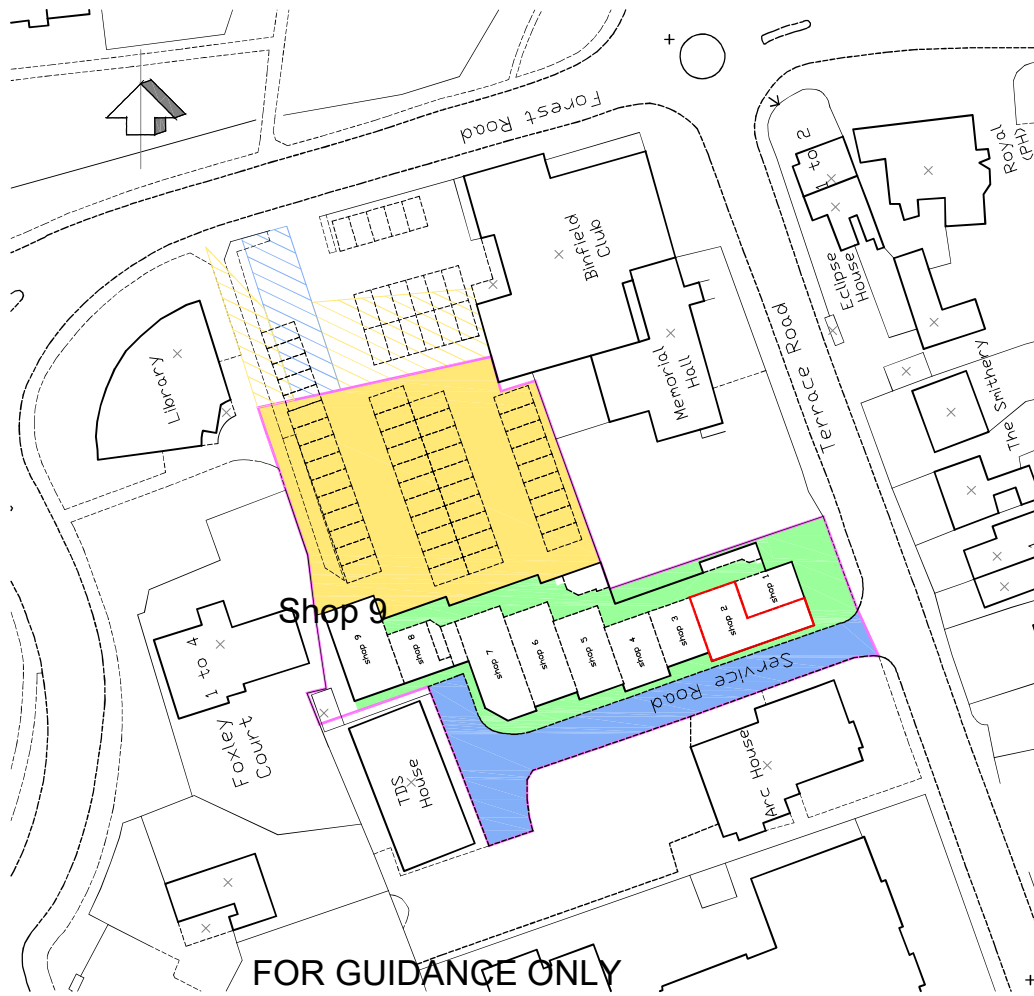 Forest Road
1 to 2
Royal
(PH)
Binfield
Club
Eclipse
House
Library
Memorial
Hall
Terrace Road
The Smithery
Shop 9
shop 9
shop 8
shop 7
shop 6
shop 5
shop 4
shop 3
shop 2
shop 1
1 to 4
Service Road
Foxley
Court
TDS
House
Arc House
FOR GUIDANCE ONLY